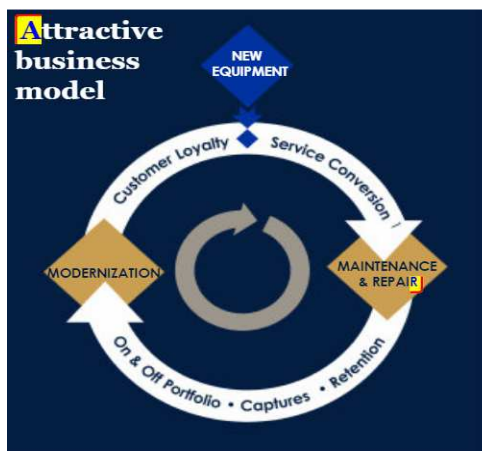 Attractive
business
model
NEW
EQUIPMENT
Customer Loyalty
Service Conversion /
MODERNIZATION
MAINTENANCE
& REPAIR
On & Off Portfolio • Captures • Retention